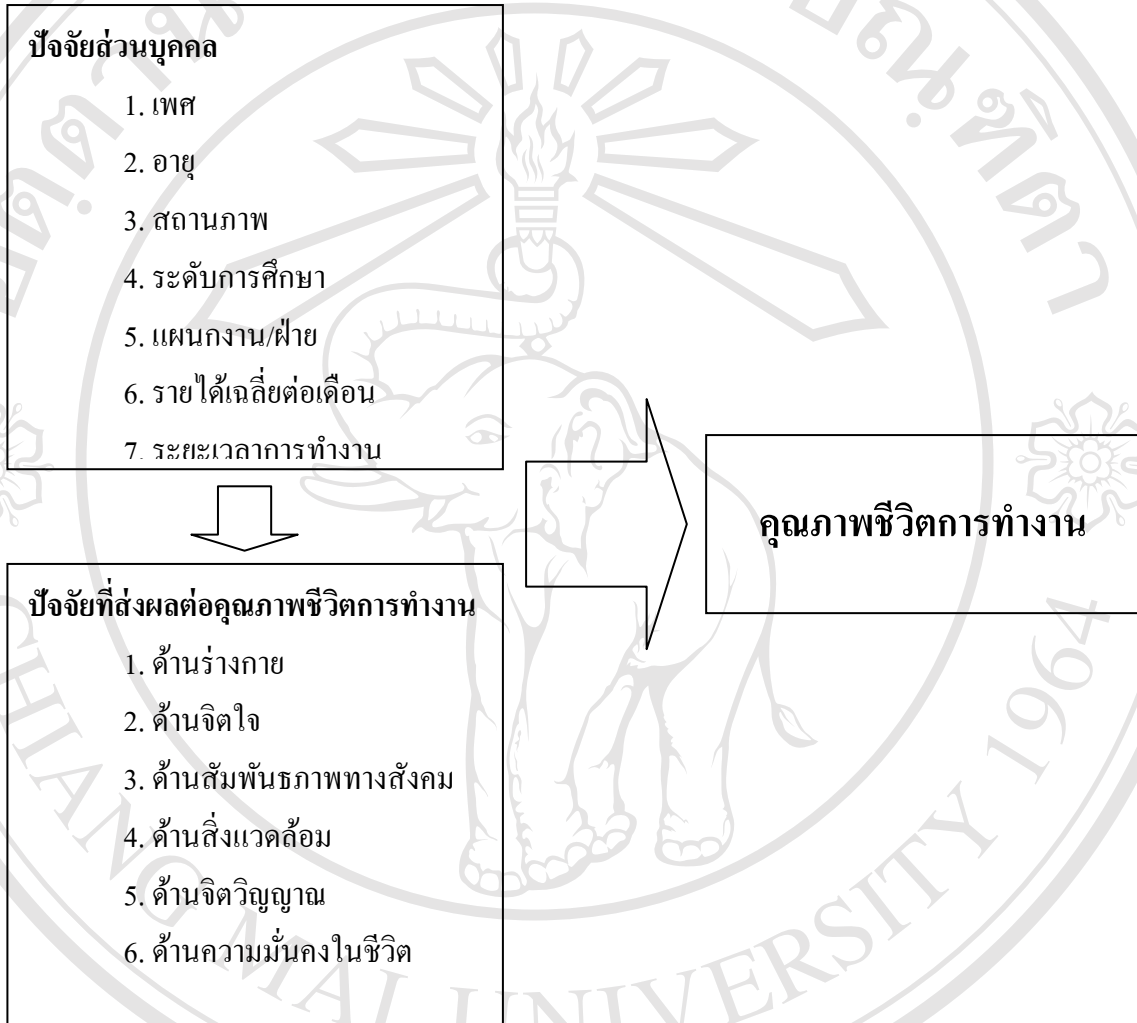 ปัจจัยส่วนบุคคล
1. เพศ
2. อายุ
3. สถานภาพ
4. ระดับการศึกษา
5. แผนกงาน/ฝ่าย
6. รายได้เฉลี่ยต่อเดือน
7. ระยะเวลาการทำงาน
ปัจจัยที่ส่งผลต่อคุณภาพชีวิตการทำงาน
1. ด้านร่างกาย
2. ด้านจิตใจ
3. ด้านสัมพันธภาพทางสังคม
4. ด้านสิ่งแวดล้อม
5. ด้านจิตวิญญาณ
6. ด้านความมั่นคงในชีวิต
คุณภาพชีวิตการทำงาน
CHIANG MAI UNIVERSITY 1964